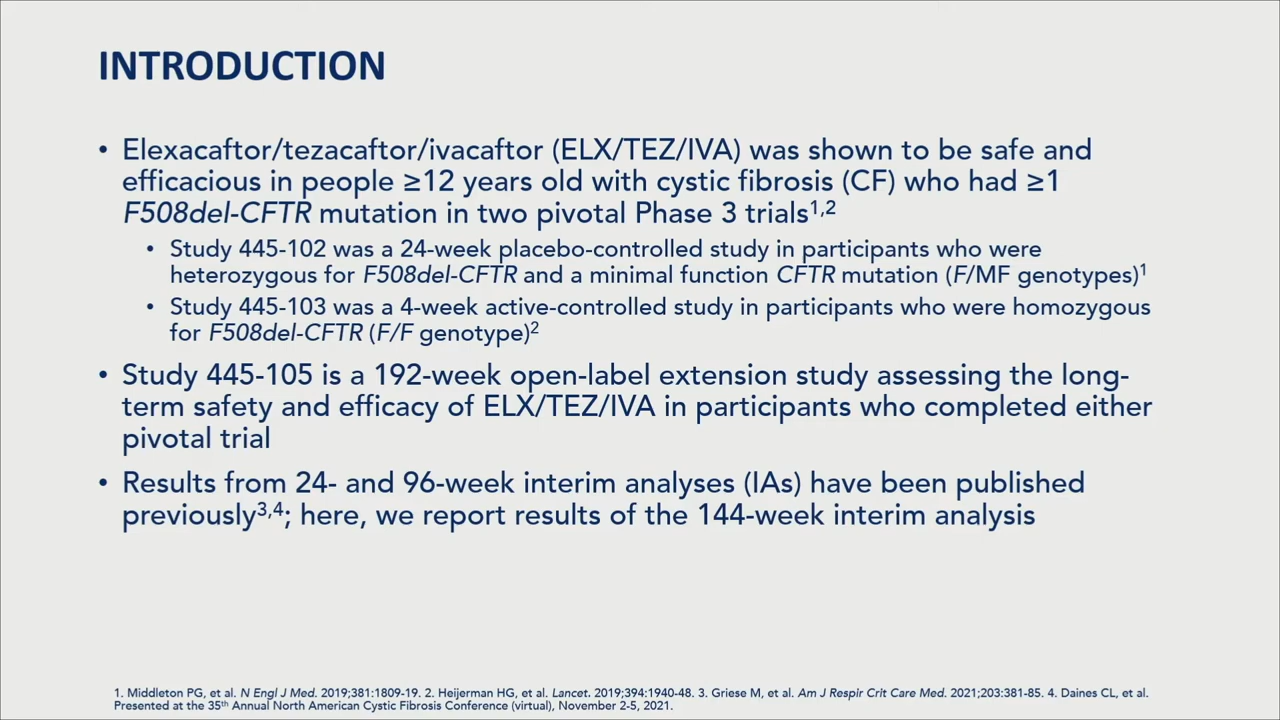 INTRODUCTION
• Elexacaftor/tezacaftor/ivacaftor (ELX/TEZ/IVA) was shown to be safe and
efficacious in people ≥12 years old with cystic fibrosis (CF) who had ≥1
F508del-CFTR mutation in two pivotal Phase 3 trials1,2
• Study 445-102 was a 24-week placebo-controlled study in participants who were
heterozygous for F508del-CFTR and a minimal function CFTR mutation (F/MF genotypes)1
• Study 445-103 was a 4-week active-controlled study in participants who were homozygous
for F508del-CFTR (F/F genotype)2
• Study 445-105 is a 192-week open-label extension study assessing the long-
term safety and efficacy of ELX/TEZ/IVA in participants who completed either
pivotal trial
• Results from 24- and 96-week interim analyses (IAs) have been published
previously3,4; here, we report results of the 144-week interim analysis
1. Middleton PG, et al. N Engl J Med. 2019;381:1809-19. 2. Heijerman HG, et al. Lancet. 2019;394:1940-48. 3. Griese M, et al. Am J Respir Crit Care Med. 2021;203:381-85. 4. Daines CL, et al.
Presented at the 35th Annual North American Cystic Fibrosis Conference (virtual), November 2-5, 2021.